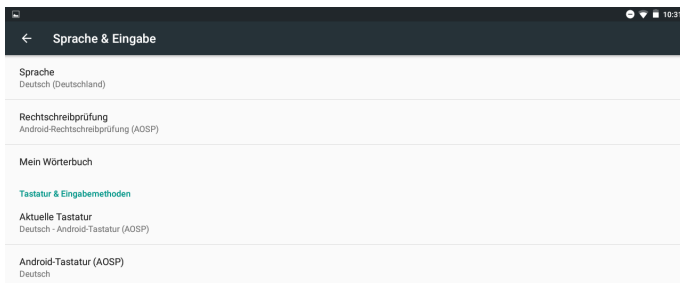 10:31
Sprache & Eingabe
Sprache
Deutsch (Deutschland)
Rechtschreibprüfung
Android-Rechtschreibprüfung (AOSP)
Mein Wörterbuch
Tastatur & Eingabemethoden
Aktuelle Tastatur
Deutsch - Android-Tastatur (AOSP)
Android-Tastatur (AOSP)
Deutsch